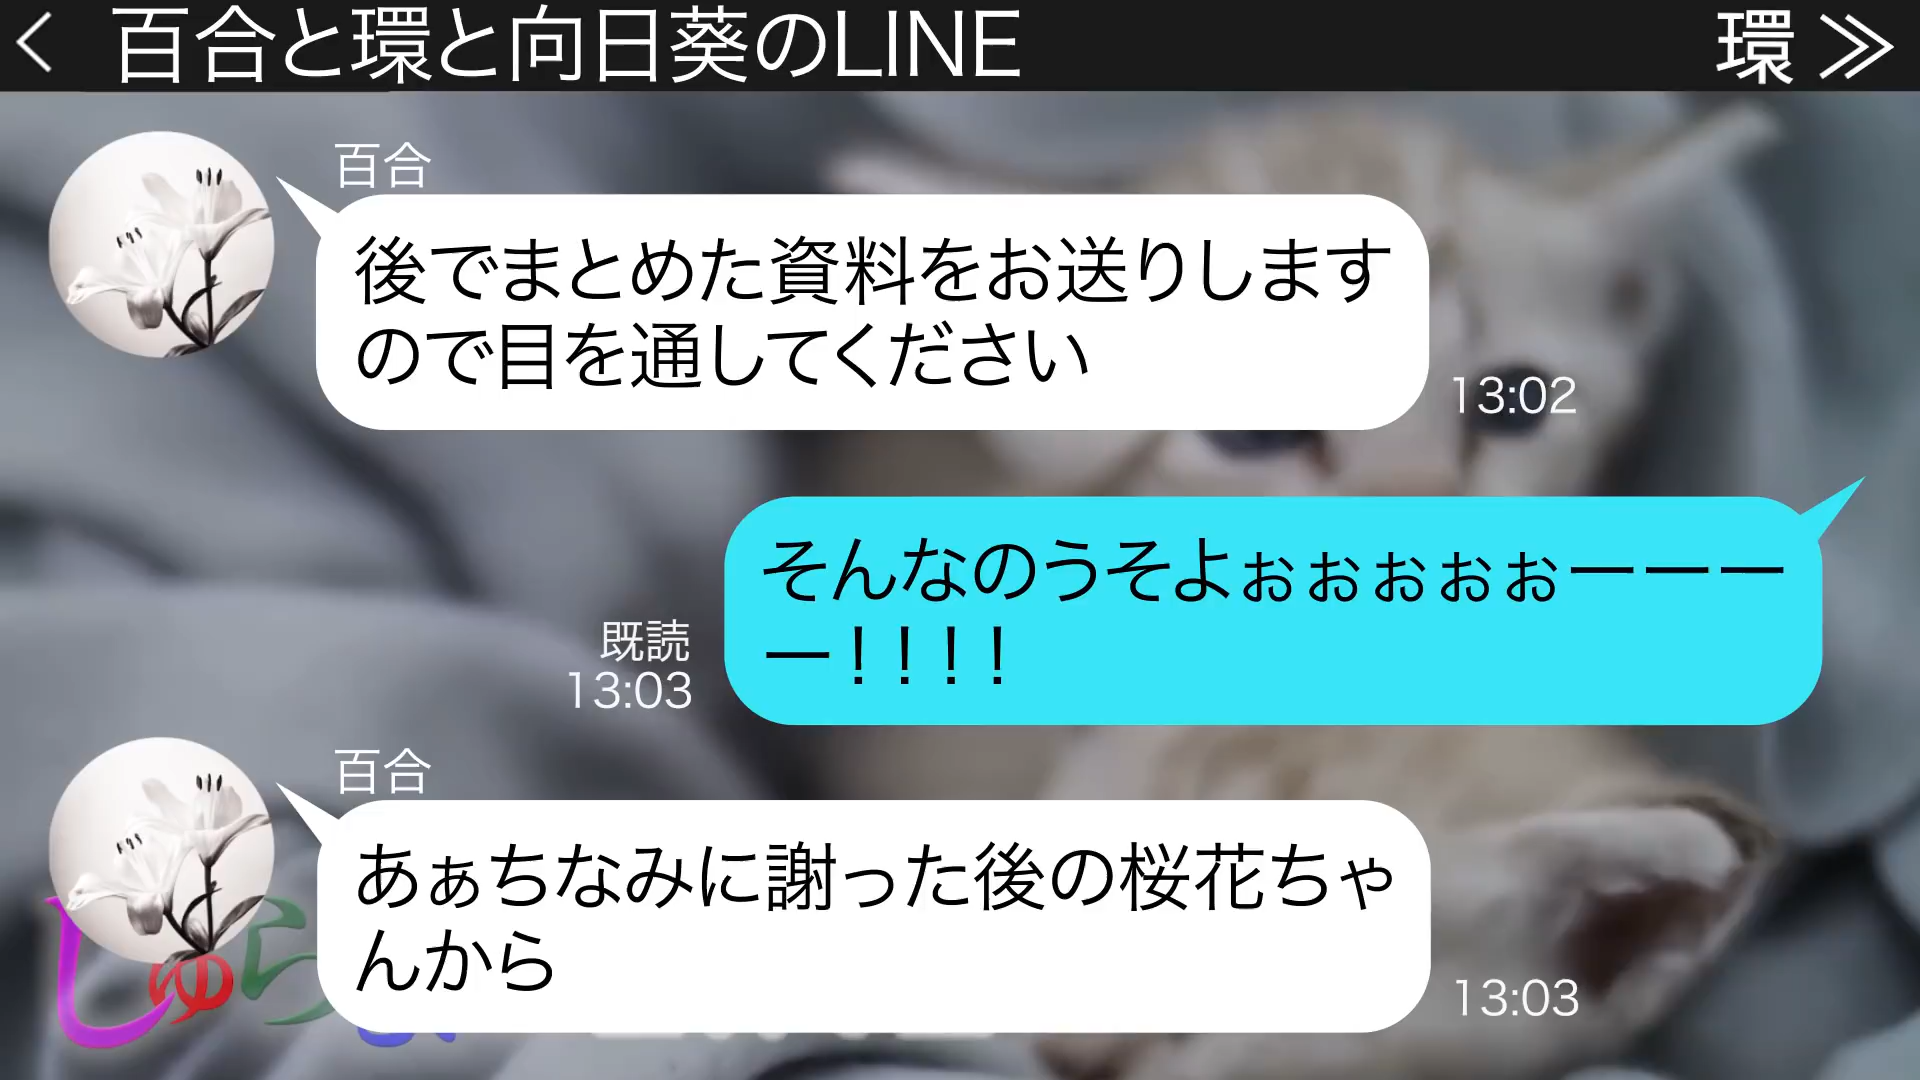 百合と環と向日葵のLINE
環
百合
後でまとめた資料をお送りします
ので目を通してください
13:02
そんなのうそよぉぉぉぉぉーーー
ー！！！！
既読
13:03
百合
あぁちなみに謝った後の桜花ちゃ
んから
13:03
しゅら